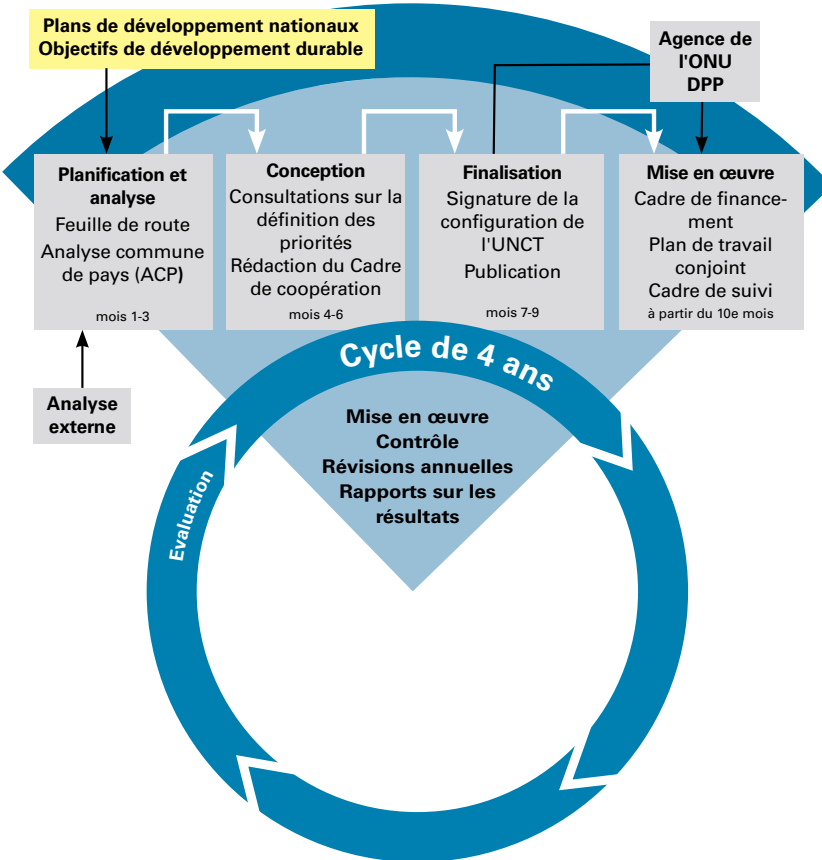 Plans de développement nationaux
Objectifs de développement durable
Agence de
l'ONU
DPP
Planification et
analyse
Feuille de route
Analyse commune
de pays (ACP)
mois 1-3
Conception
Consultations sur la
définition des
priorités
Rédaction du Cadre
de coopération
mois 4-6
Finalisation
Signature de la
configuration de
l'UNCT
Publication
mois 7-9
Mise en œuvre
Cadre de finance-
ment
Plan de travail
conjoint
Cadre de suivi
à partir du 10e mois
Analyse
externe
Cycle de 4 ans
Mise en œuvre
Contrôle
Révisions annuelles
Rapports sur les
résultats
Evaluation